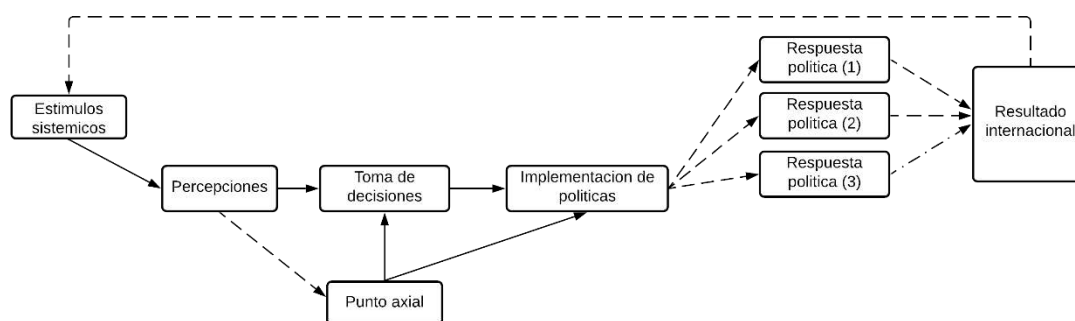 Estimulos
sistemicos
Percepciones
Toma de
decisiones
Implementacion de
politicas
Punto axial
Respuesta
politica (1)
Respuesta
politica (2)
Respuesta
politica (3)
Resultado
internacional